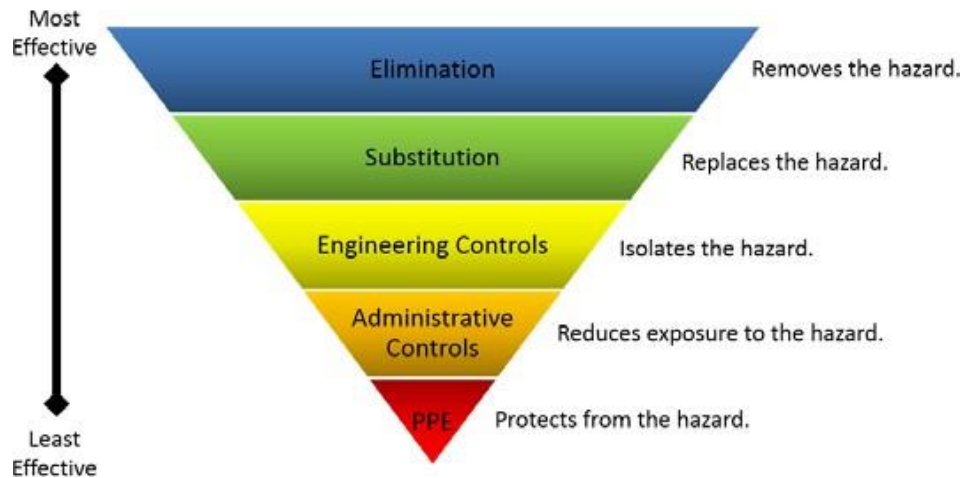 Most
Effective
Elimination
Removes the hazard.
Substitution
Replaces the hazard.
Engineering Controls
Isolates the hazard.
Administrative
Controls
Reduces exposure to the hazard.
PPE
Protects from the hazard.
Least
Effective